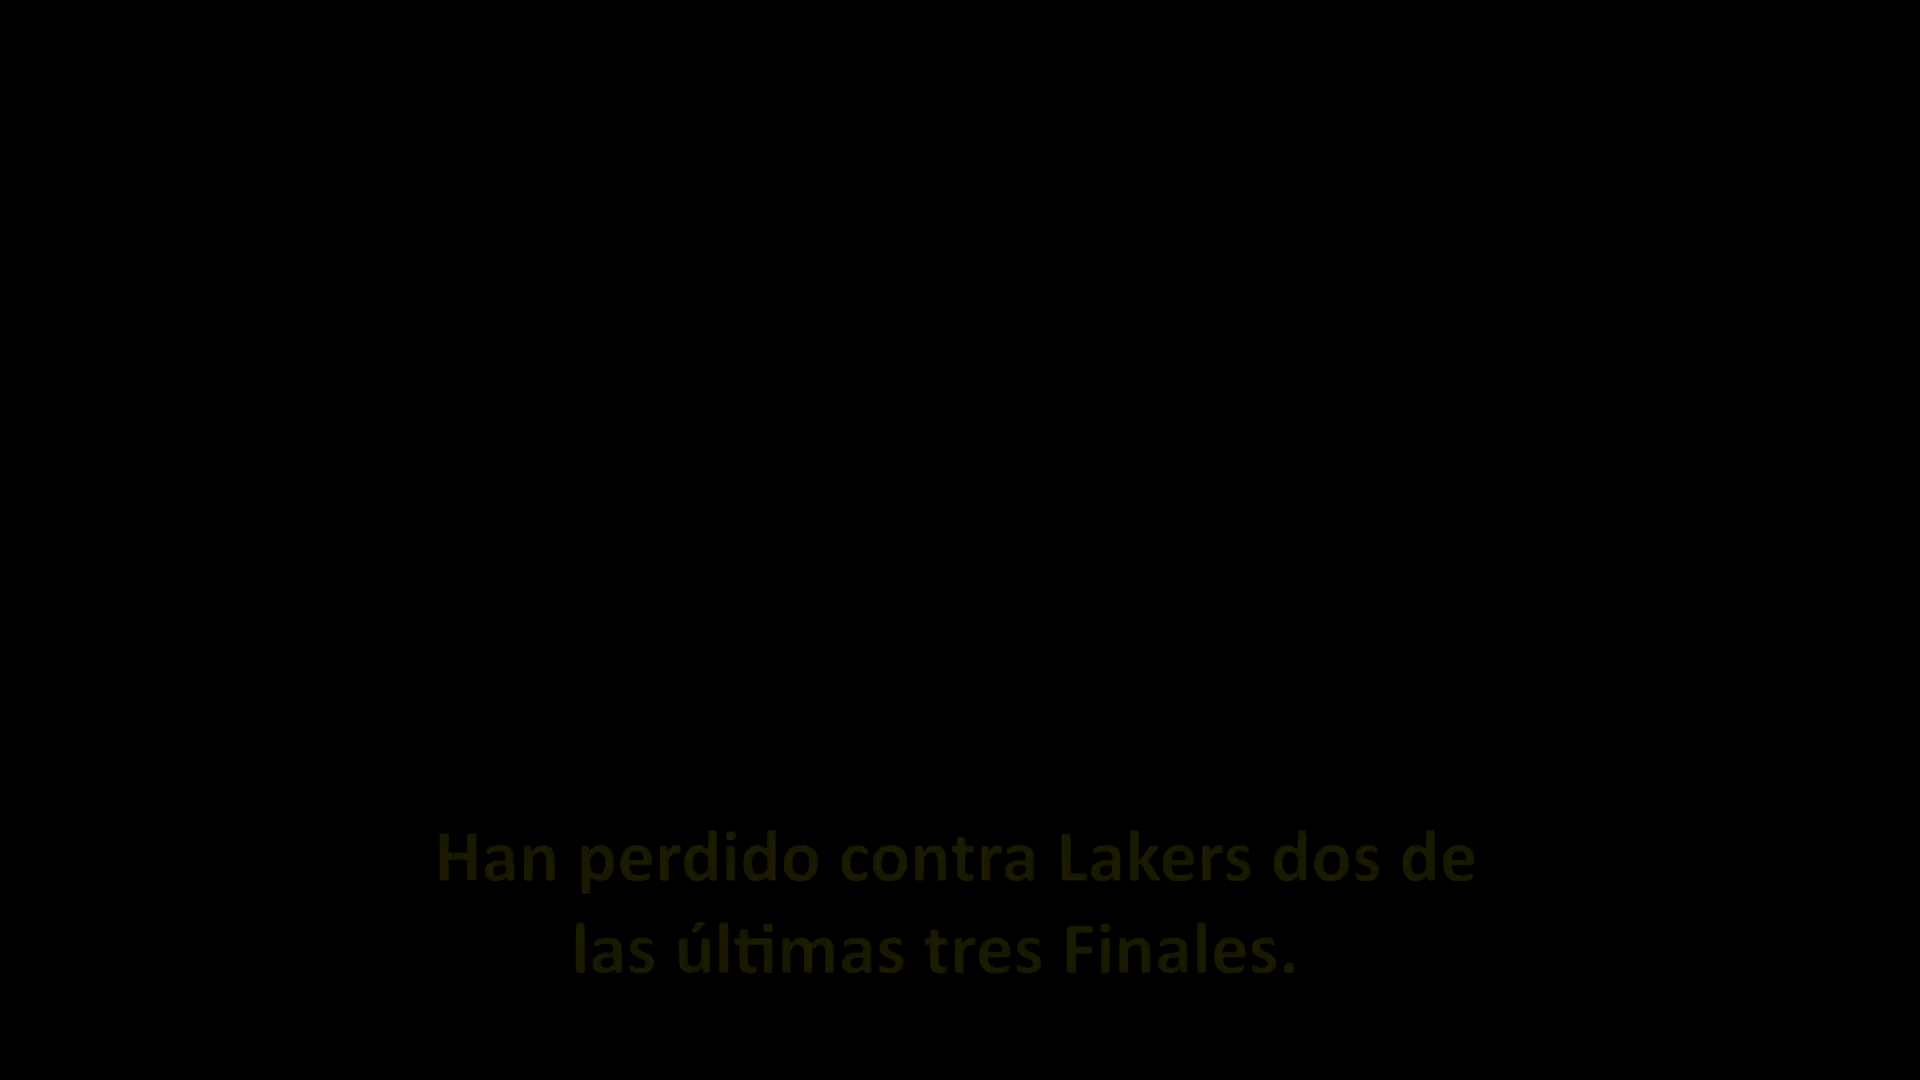 Han perdido contra Lakers dos de
las últimas tres Finales.